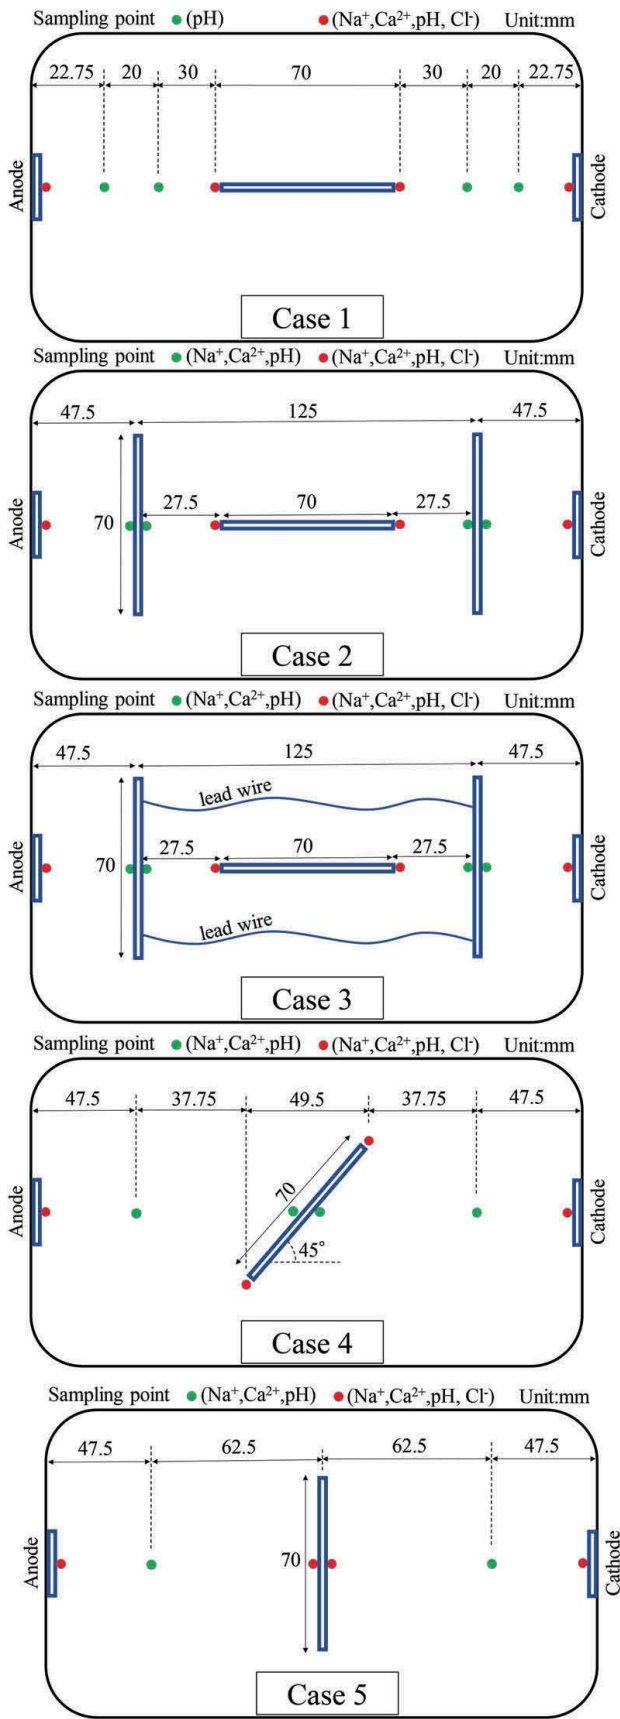 Sampling point (pH) (Na⁺,Ca²⁺,pH, Cl⁻) Unit:mm
22.75 20 30 70 30 20 22.75
Anode
Cathode
Case 1
Sampling point (Na⁺,Ca²⁺,pH) (Na⁺,Ca²⁺,pH, Cl⁻) Unit:mm
47.5 125 47.5
27.5 70 27.5
70
Anode
Cathode
Case 2
Sampling point (Na⁺,Ca²⁺,pH) (Na⁺,Ca²⁺,pH, Cl⁻) Unit:mm
47.5 125 47.5
lead wire
27.5 70 27.5
70
Anode
Cathode
lead wire
Case 3
Sampling point (Na⁺,Ca²⁺,pH) (Na⁺,Ca²⁺,pH, Cl⁻) Unit:mm
47.5 37.75 49.5 37.75 47.5
70
Anode
Cathode
45°
Case 4
Sampling point (Na⁺,Ca²⁺,pH) (Na⁺,Ca²⁺,pH, Cl⁻) Unit:mm
47.5 62.5 62.5 47.5
Anode
70
Cathode
Case 5